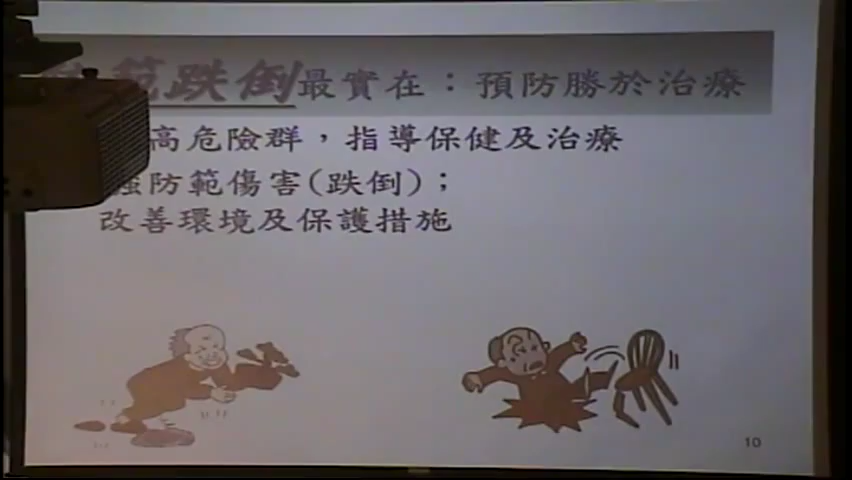 範跌倒最實在：預防勝於治療
高危險群，指導保健及治療
強防範傷害(跌倒)；
改善環境及保護措施
10